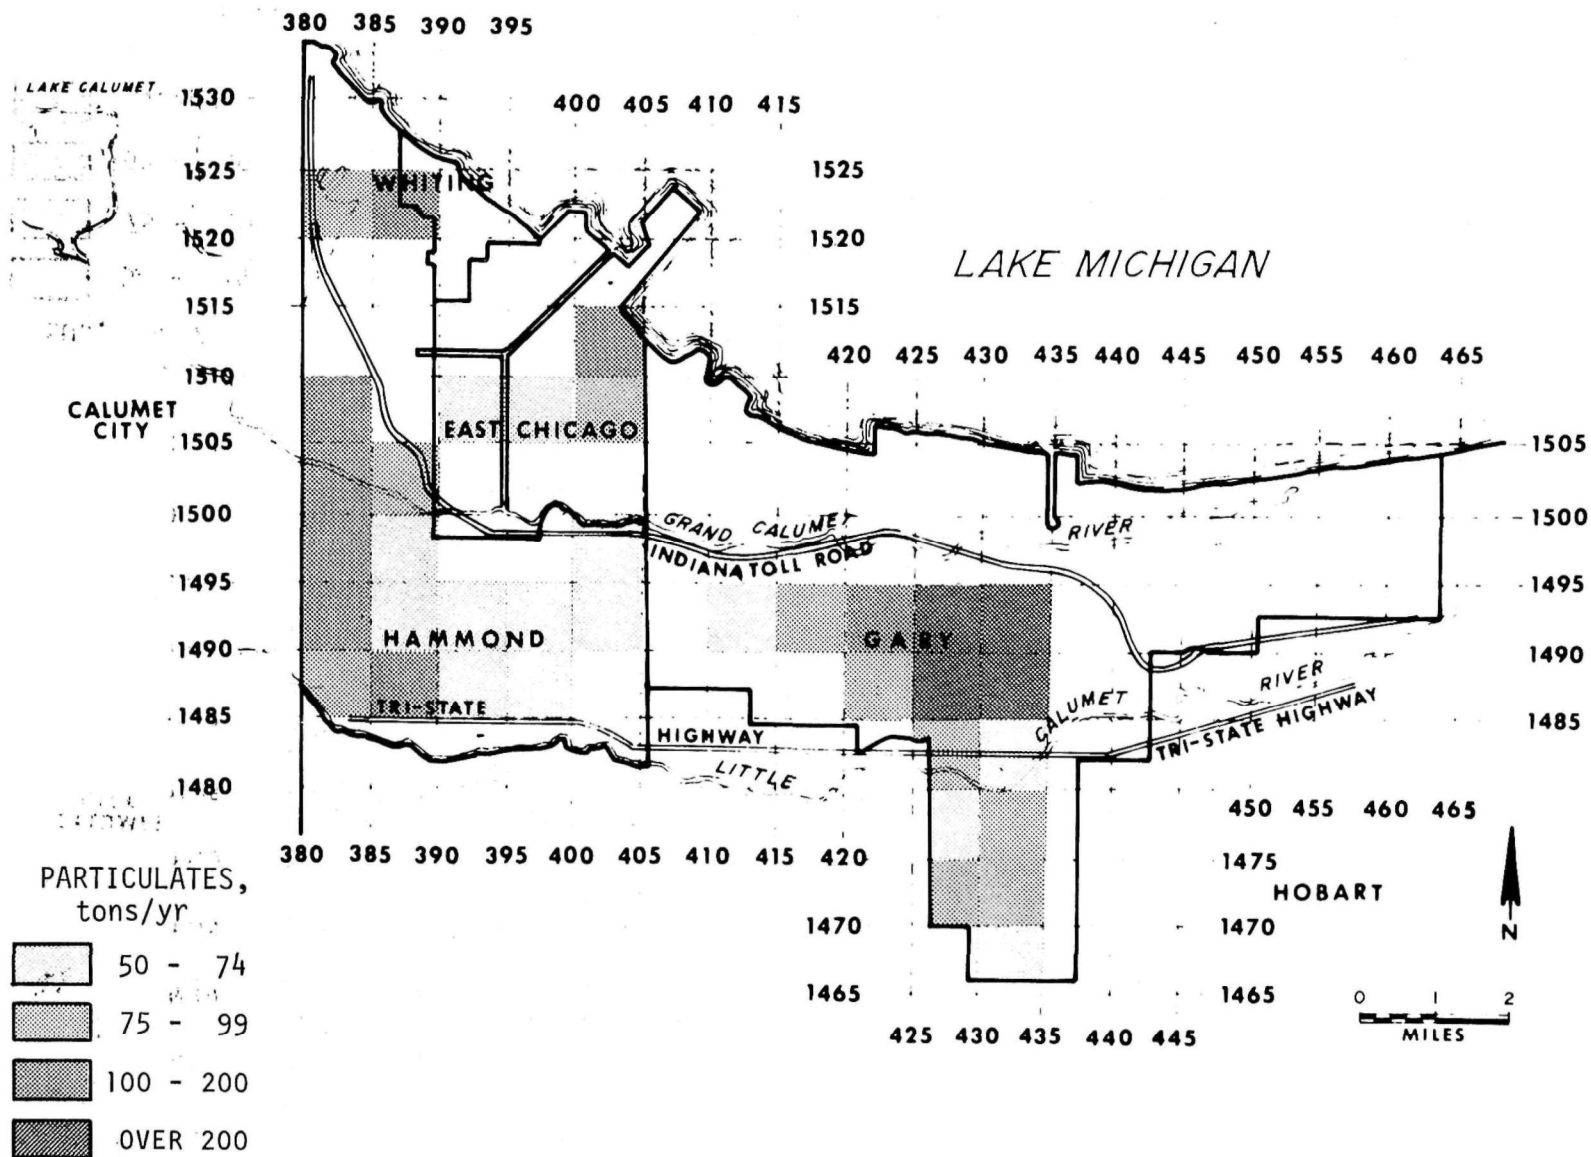 380 385 390 395
LAKE CALUMET
1530
400 405 410 415
1525
WHITING
1525
1520
1520
LAKE MICHIGAN
1515
1515
420 425 430 435 440 445 450 455 460 465
1510
CALUMET
CITY
1505
EAST CHICAGO
1505
1500
GRAND CALUMET
RIVER
1500
INDIANA TOLL ROAD
1495
1495
HAMMOND
GARY
1490
1490
RIVER
CALUMET
1485
TRI-STATE
HIGHWAY
TRI-STATE HIGHWAY
1485
LITTLE
1480
450 455 460 465
380 385 390 395 400 405 410 415 420
1475
HOBART
PARTICULATES,
tons/yr
1470
1470
N
50 - 74
1465
1465
0 1 2
MILES
75 - 99
425 430 435 440 445
100 - 200
OVER 200